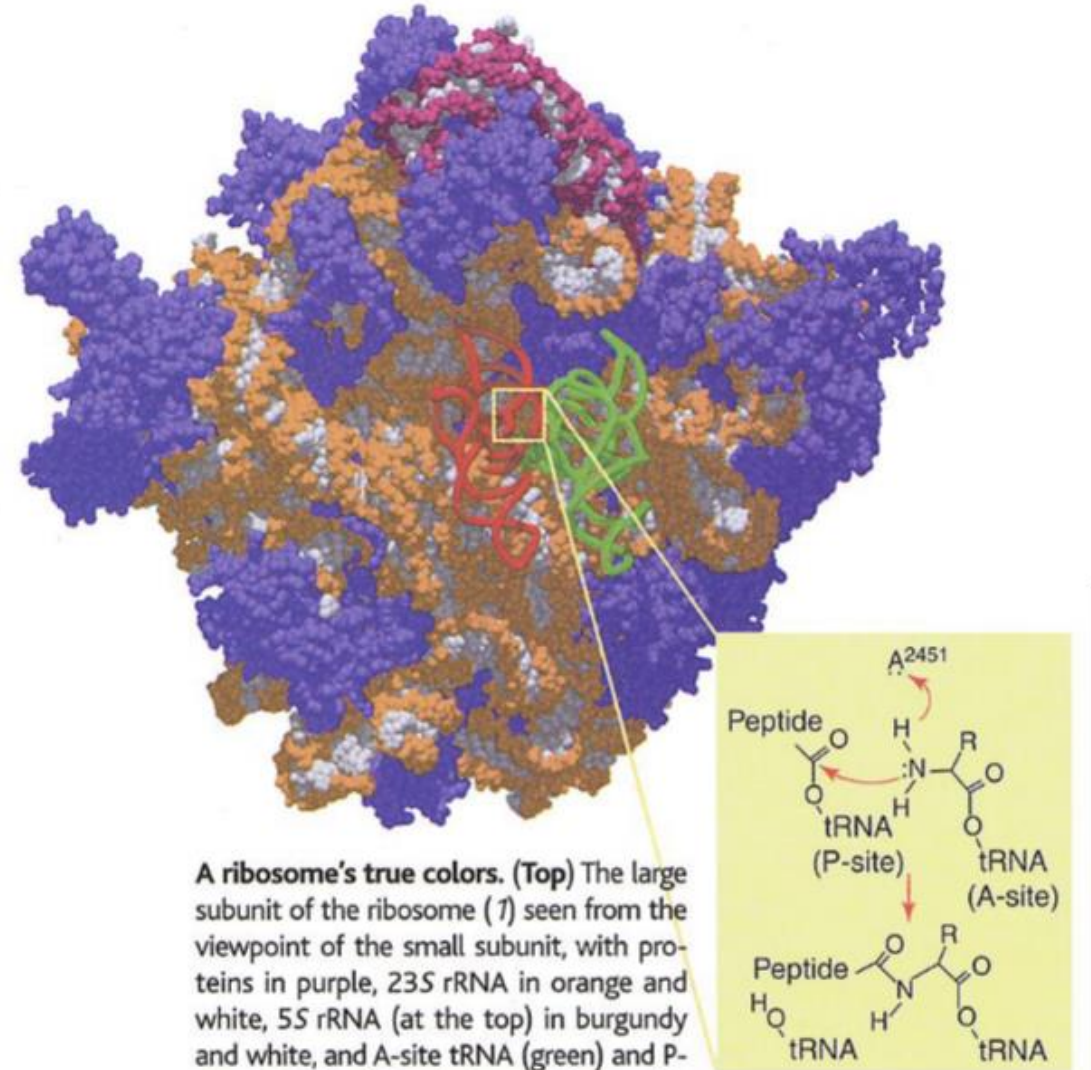 A2451
Peptide
O
H
R
:N
O
O
H
O
tRNA
(P-site)
tRNA
(A-site)
R
O
Peptide
O
N
H
H
O
O
tRNA
tRNA
A ribosome's true colors. (Top) The large
subunit of the ribosome (1) seen from the
viewpoint of the small subunit, with pro-
teins in purple, 23S rRNA in orange and
white, 5S rRNA (at the top) in burgundy
and white, and A-site tRNA (green) and P-